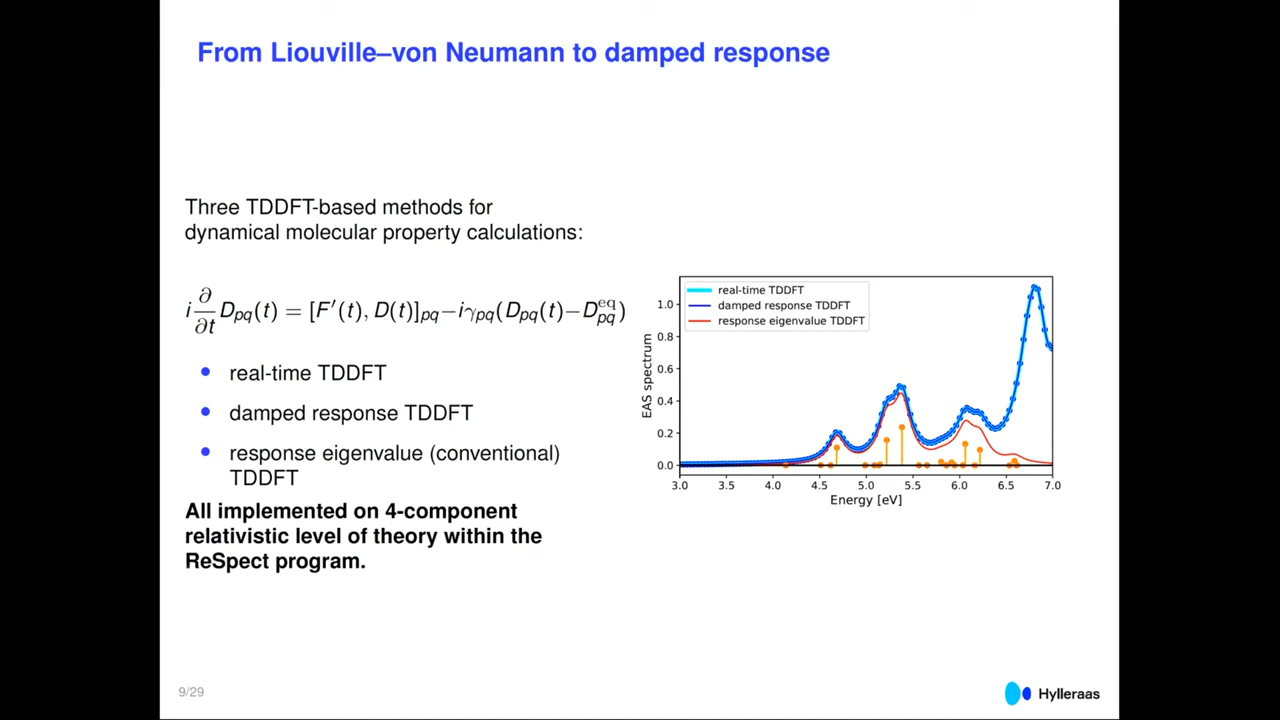 From Liouville–von Neumann to damped response
Three TDDFT-based methods for
dynamical molecular property calculations:
i ∂/∂t D_pq(t) = [F′(t), D(t)]_pq − iγ_pq(D_pq(t) − D_pq^eq)
• real-time TDDFT
• damped response TDDFT
• response eigenvalue (conventional)
TDDFT
All implemented on 4-component
relativistic level of theory within the
ReSpect program.
real-time TDDFT
damped response TDDFT
response eigenvalue TDDFT
EAS spectrum
1.0
0.8
0.6
0.4
0.2
0.0
3.0 3.5 4.0 4.5 5.0 5.5 6.0 6.5 7.0
Energy [eV]
9/29
Hylleraas